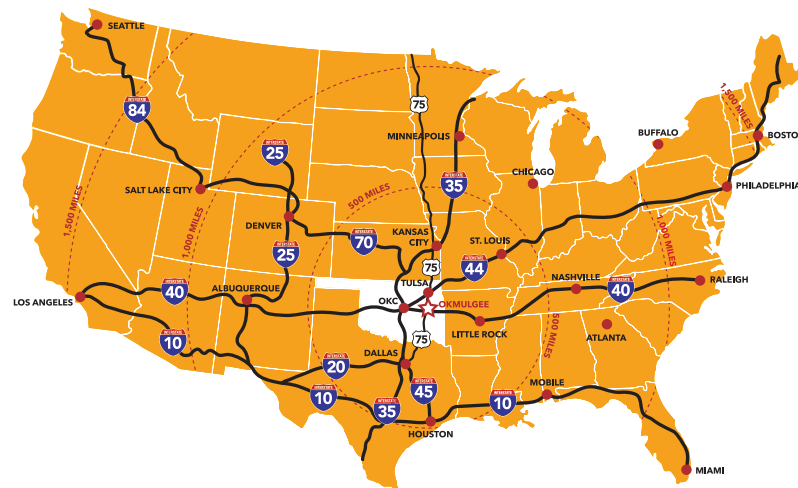 SEATTLE
INTERSTATE
84
75
1,500 MILES
BOSTO
BUFFALO
MINNEAPOLIS
INTERSTATE
25
CHICAGO
INTERSTATE
35
PHILADELPHIA
SALT LAKE CITY
500 MILES
1,500 MILES
1,000 MILES
DENVER
INTERSTATE
70
KANSAS
CITY
ST. LOUIS
1,000 MILES
INTERSTATE
25
75
INTERSTATE
44
NASHVILLE
INTERSTATE
40
RALEIGH
INTERSTATE
40
ALBUQUERQUE
TULSA
LOS ANGELES
OKC
OKMULGEE
LITTLE ROCK
500 MILES
ATLANTA
INTERSTATE
10
75
DALLAS
INTERSTATE
20
INTERSTATE
10
INTERSTATE
35
INTERSTATE
45
INTERSTATE
10
MOBILE
HOUSTON
MIAMI